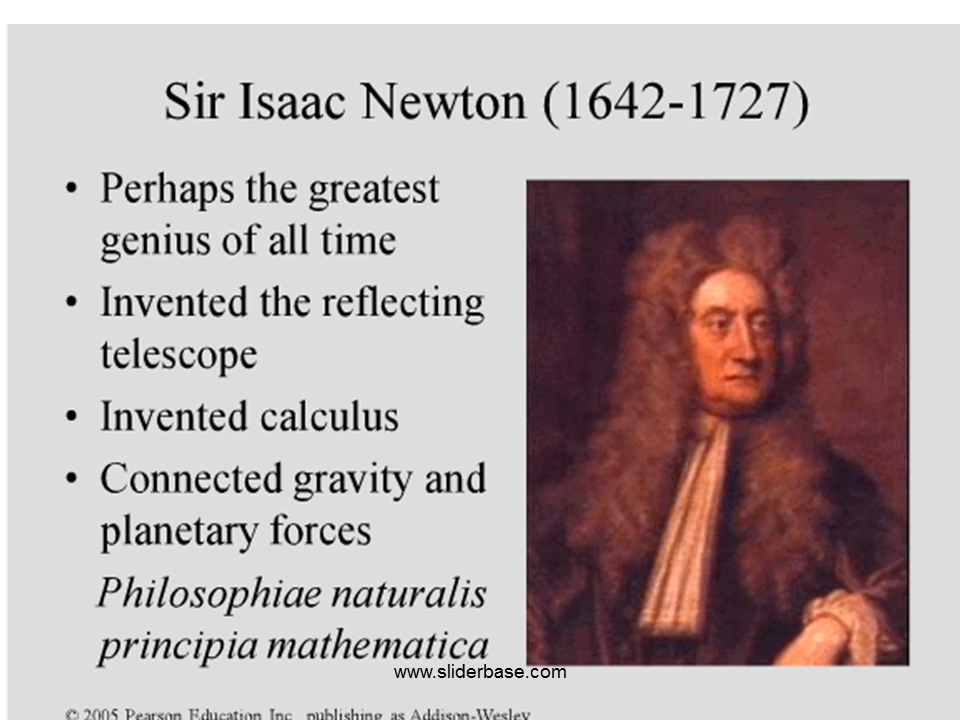 Sir Isaac Newton (1642-1727)
• Perhaps the greatest
genius of all time
• Invented the reflecting
telescope
• Invented calculus
• Connected gravity and
planetary forces
Philosophiae naturalis
principia mathematica
www.sliderbase.com
© 2005 Pearson Education Inc., publishing as Addison-Wesley